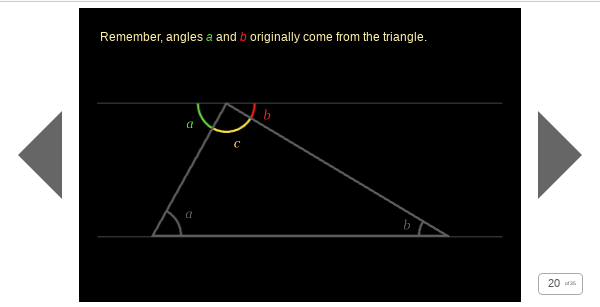 Remember, angles a and b originally come from the triangle.
a
b
c
a
b
20 of 35